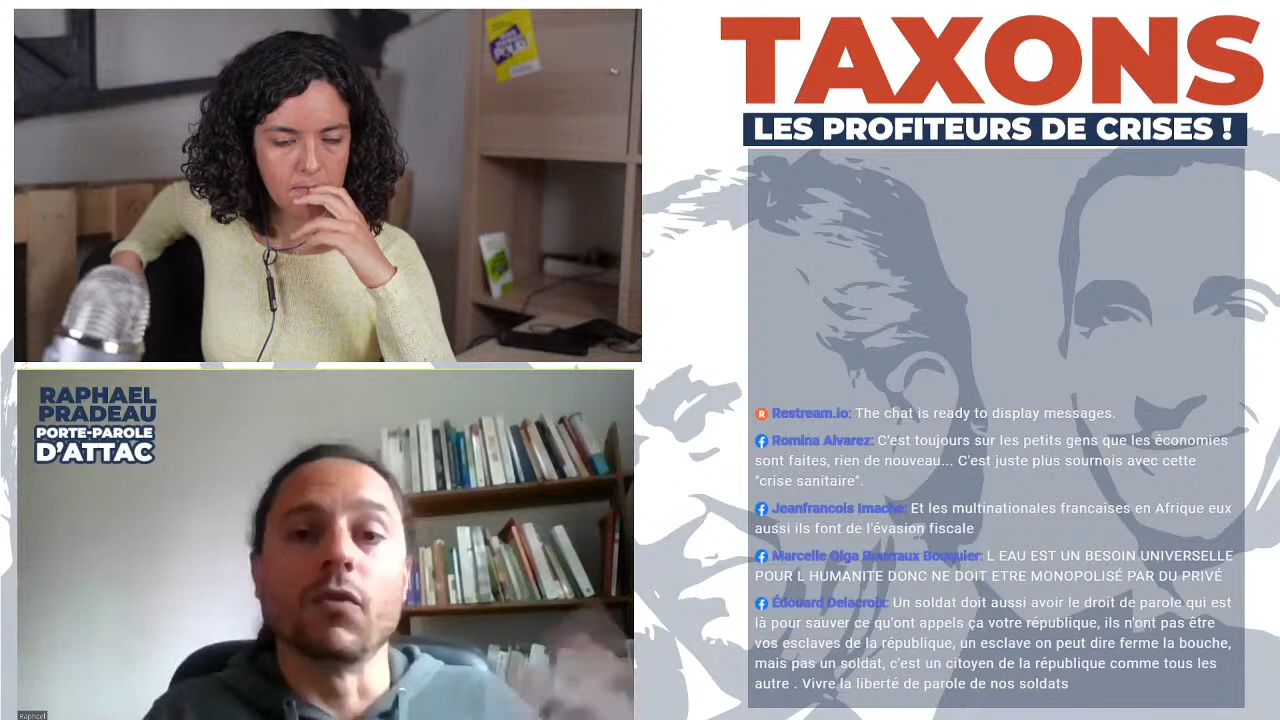 TAXONS
LES PROFITEURS DE CRISES !
RAPHAEL
PRADEAU
PORTE-PAROLE
D'ATTAC
Raphael
Restream.io: The chat is ready to display messages.
Romina Alvarez: C'est toujours sur les petits gens que les économies
sont faites, rien de nouveau... C'est juste plus sournois avec cette
"crise sanitaire".
Jeanfrancois Imache: Et les multinationales francaises en Afrique eux
aussi ils font de l'évasion fiscale
Marcelle Olga Bourraux Bouquier: L EAU EST UN BESOIN UNIVERSELLE
POUR L HUMANITE DONC NE DOIT ETRE MONOPOLISÉ PAR DU PRIVÉ
Édouard Delacroix: Un soldat doit aussi avoir le droit de parole qui est
là pour sauver ce qu'ont appels ça votre république, ils n'ont pas être
vos esclaves de la république, un esclave on peut dire ferme la bouche,
mais pas un soldat, c'est un citoyen de la république comme tous les
autre . Vivre la liberté de parole de nos soldats